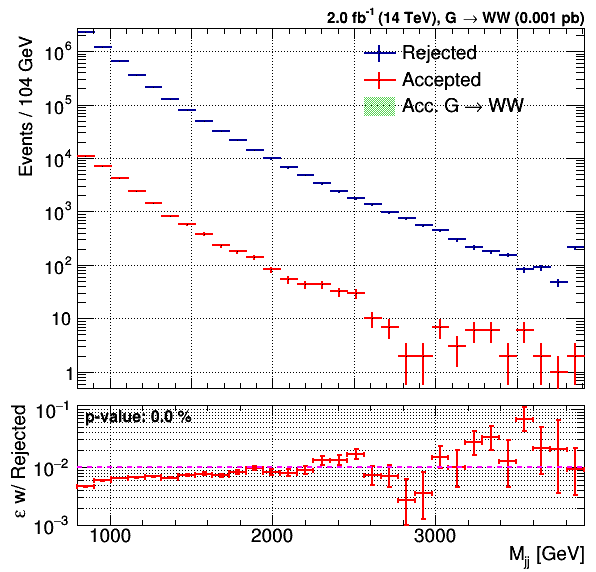 2.0 fb⁻¹ (14 TeV), G → WW (0.001 pb)
Events / 104 GeV
10⁶
10⁵
10⁴
10³
10²
10
1
Rejected
Accepted
Acc. G → WW
ε w/ Rejected
10⁻¹
10⁻²
10⁻³
p-value: 0.0 %
1000 2000 3000
M_jj [GeV]